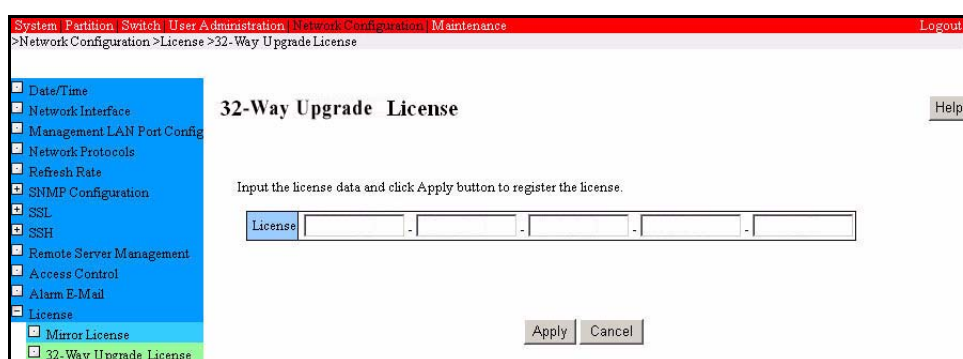 System | Partition | Switch | User Administration | Network Configuration | Maintenance Logout
>Network Configuration >License >32-Way Upgrade License
Date/Time
Network Interface
Management LAN Port Config
Network Protocols
Refresh Rate
SNMP Configuration
SSL
SSH
Remote Server Management
Access Control
Alarm E-Mail
License
Mirror License
32-Way Upgrade License
32-Way Upgrade License
Help
Input the license data and click Apply button to register the license.
License - - - -
Apply Cancel